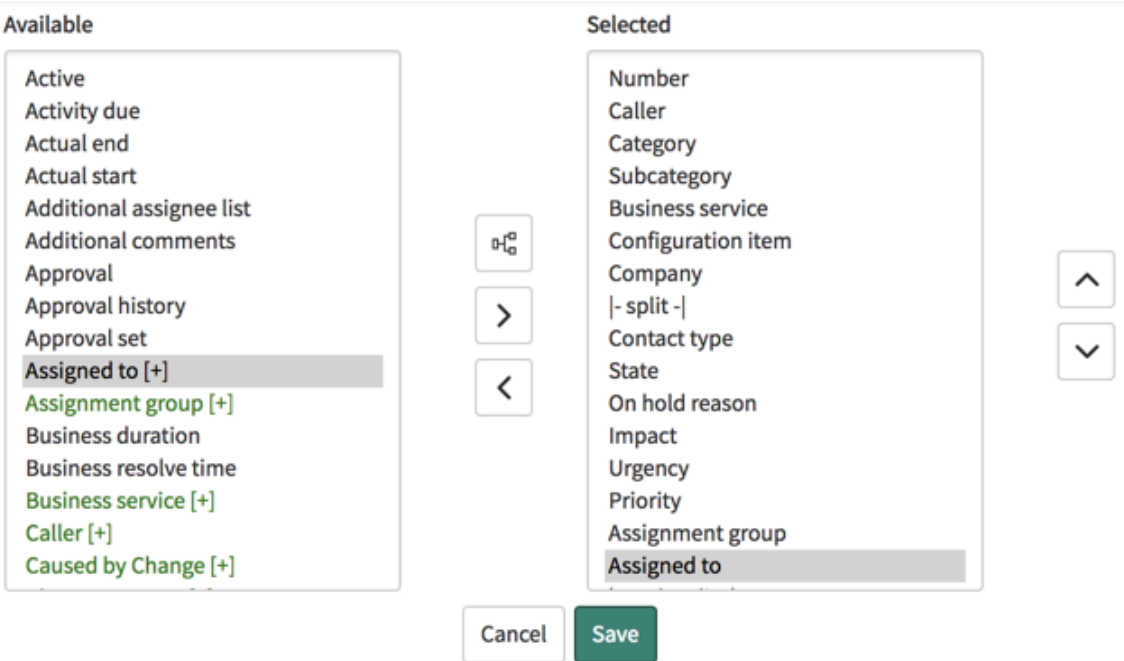 Available
Active
Activity due
Actual end
Actual start
Additional assignee list
Additional comments
Approval
Approval history
Approval set
Assigned to [+]
Assignment group [+]
Business duration
Business resolve time
Business service [+]
Caller [+]
Caused by Change [+]
Selected
Number
Caller
Category
Subcategory
Business service
Configuration item
Company
|- split -|
Contact type
State
On hold reason
Impact
Urgency
Priority
Assignment group
Assigned to
Cancel
Save